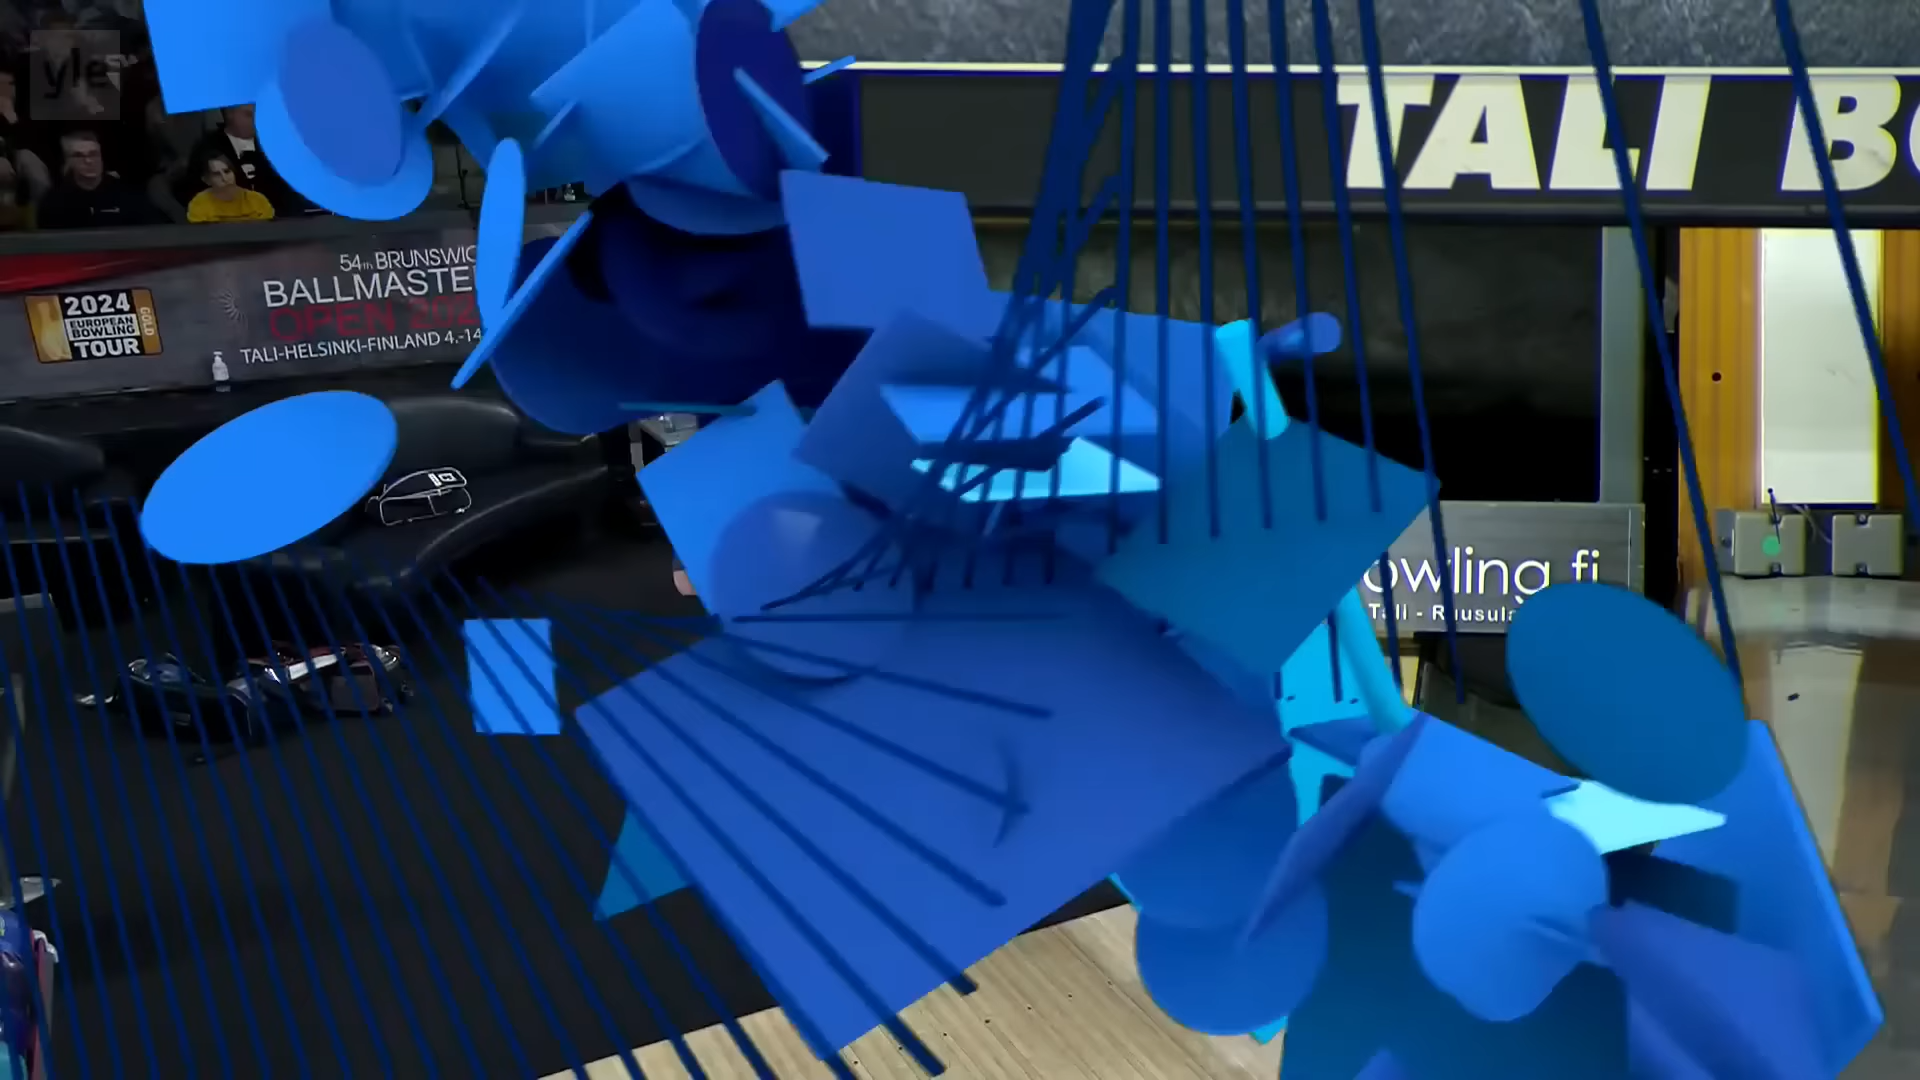 yle
TALI
54th BRUNSWIC
BALLMASTE
OPEN 202
TALI-HELSINKI-FINLAND 4.-14
2024
EUROPEAN
BOWLING
TOUR
GOLD
owling.fi
Tali - Ruusula